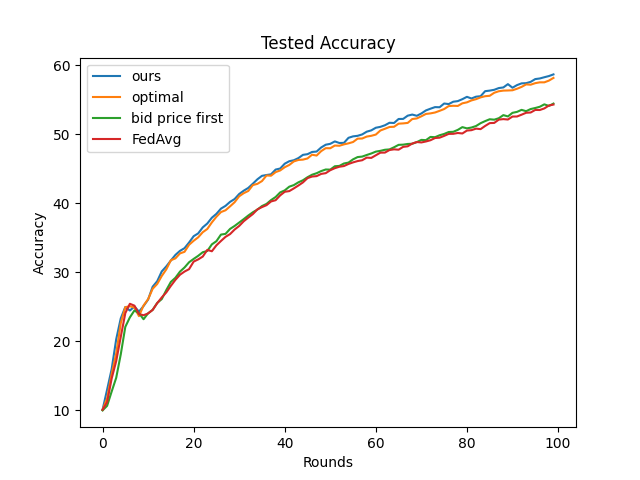 Tested Accuracy
ours
optimal
bid price first
FedAvg
60
50
40
30
20
10
Accuracy
0 20 40 60 80 100
Rounds